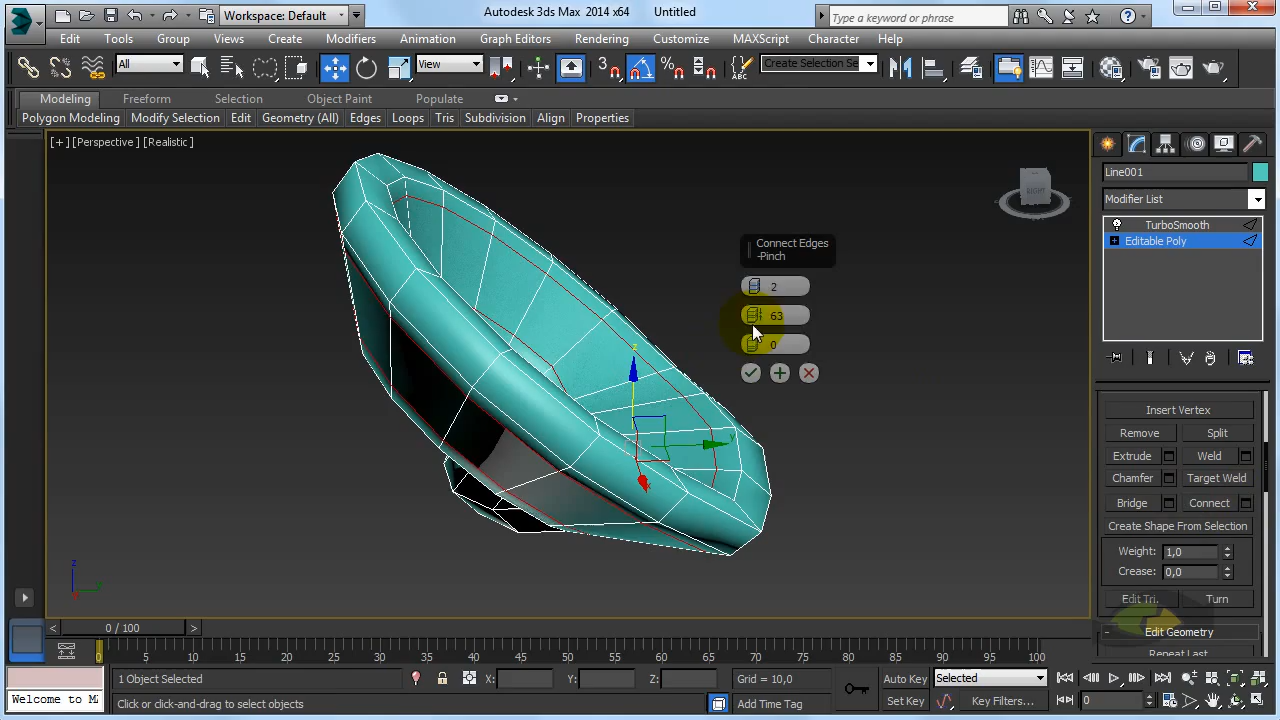 Workspace: Default
Autodesk 3ds Max 2014 x64 Untitled
Type a keyword or phrase
Edit Tools Group Views Create Modifiers Animation Graph Editors Rendering Customize MAXScript Character Help
All
View
3
Create Selection Se
Modeling Freeform Selection Object Paint Populate
Polygon Modeling Modify Selection Edit Geometry (All) Edges Loops Tris Subdivision Align Properties
[+] [Perspective] [Realistic]
RIGHT
Connect Edges
-Pinch
2
63
0
z
y
x
z
Line001
Modifier List
TurboSmooth
Editable Poly
Insert Vertex
Remove Split
Extrude Weld
Chamfer Target Weld
Bridge Connect
Create Shape From Selection
Weight: 1,0
Crease: 0,0
Edit Tri. Turn
- Edit Geometry
Repeat Last
< 0 / 100 >
0 5 10 15 20 25 30 35 40 45 50 55 60 65 70 75 80 85 90 95 100
1 Object Selected
X: Y: Z:
Grid = 10,0
Auto Key
Selected
Welcome to M
Click or click-and-drag to select objects
Add Time Tag
Set Key
Key Filters...
0